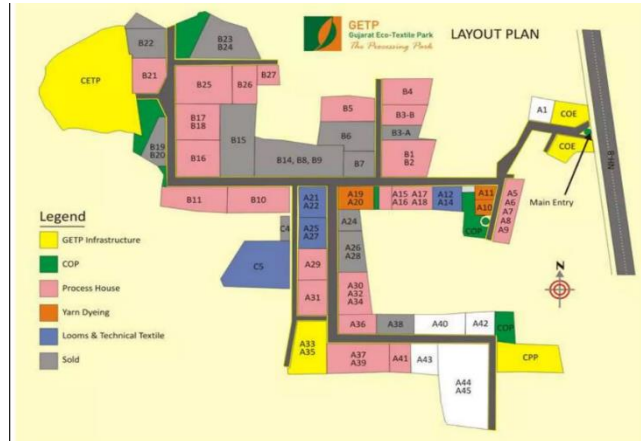 GETP
Gujarat Eco-Textile Park
The Processing Park
LAYOUT PLAN
B22
B23
B24
CETP
B21
B25
B26
B27
B17
B18
B15
B16
B19
B20
B5
B6
B4
B3-B
B3-A
B14, B8, B9
B7
B1
B2
A1
COE
COE
NH-8
Main Entry
B11
B10
A21
A22
A19
A20
A15
A16
A17
A18
A12
A14
A11
A10
COP
A5
A6
A7
A8
A9
C4
C5
A25
A27
A24
A26
A28
A29
A31
A30
A32
A34
A33
A35
A36
A38
A40
A42
COP
A37
A39
A41
A43
A44
A45
CPP
N
Legend
GETP Infrastructure
COP
Process House
Yarn Dyeing
Looms & Technical Textile
Sold